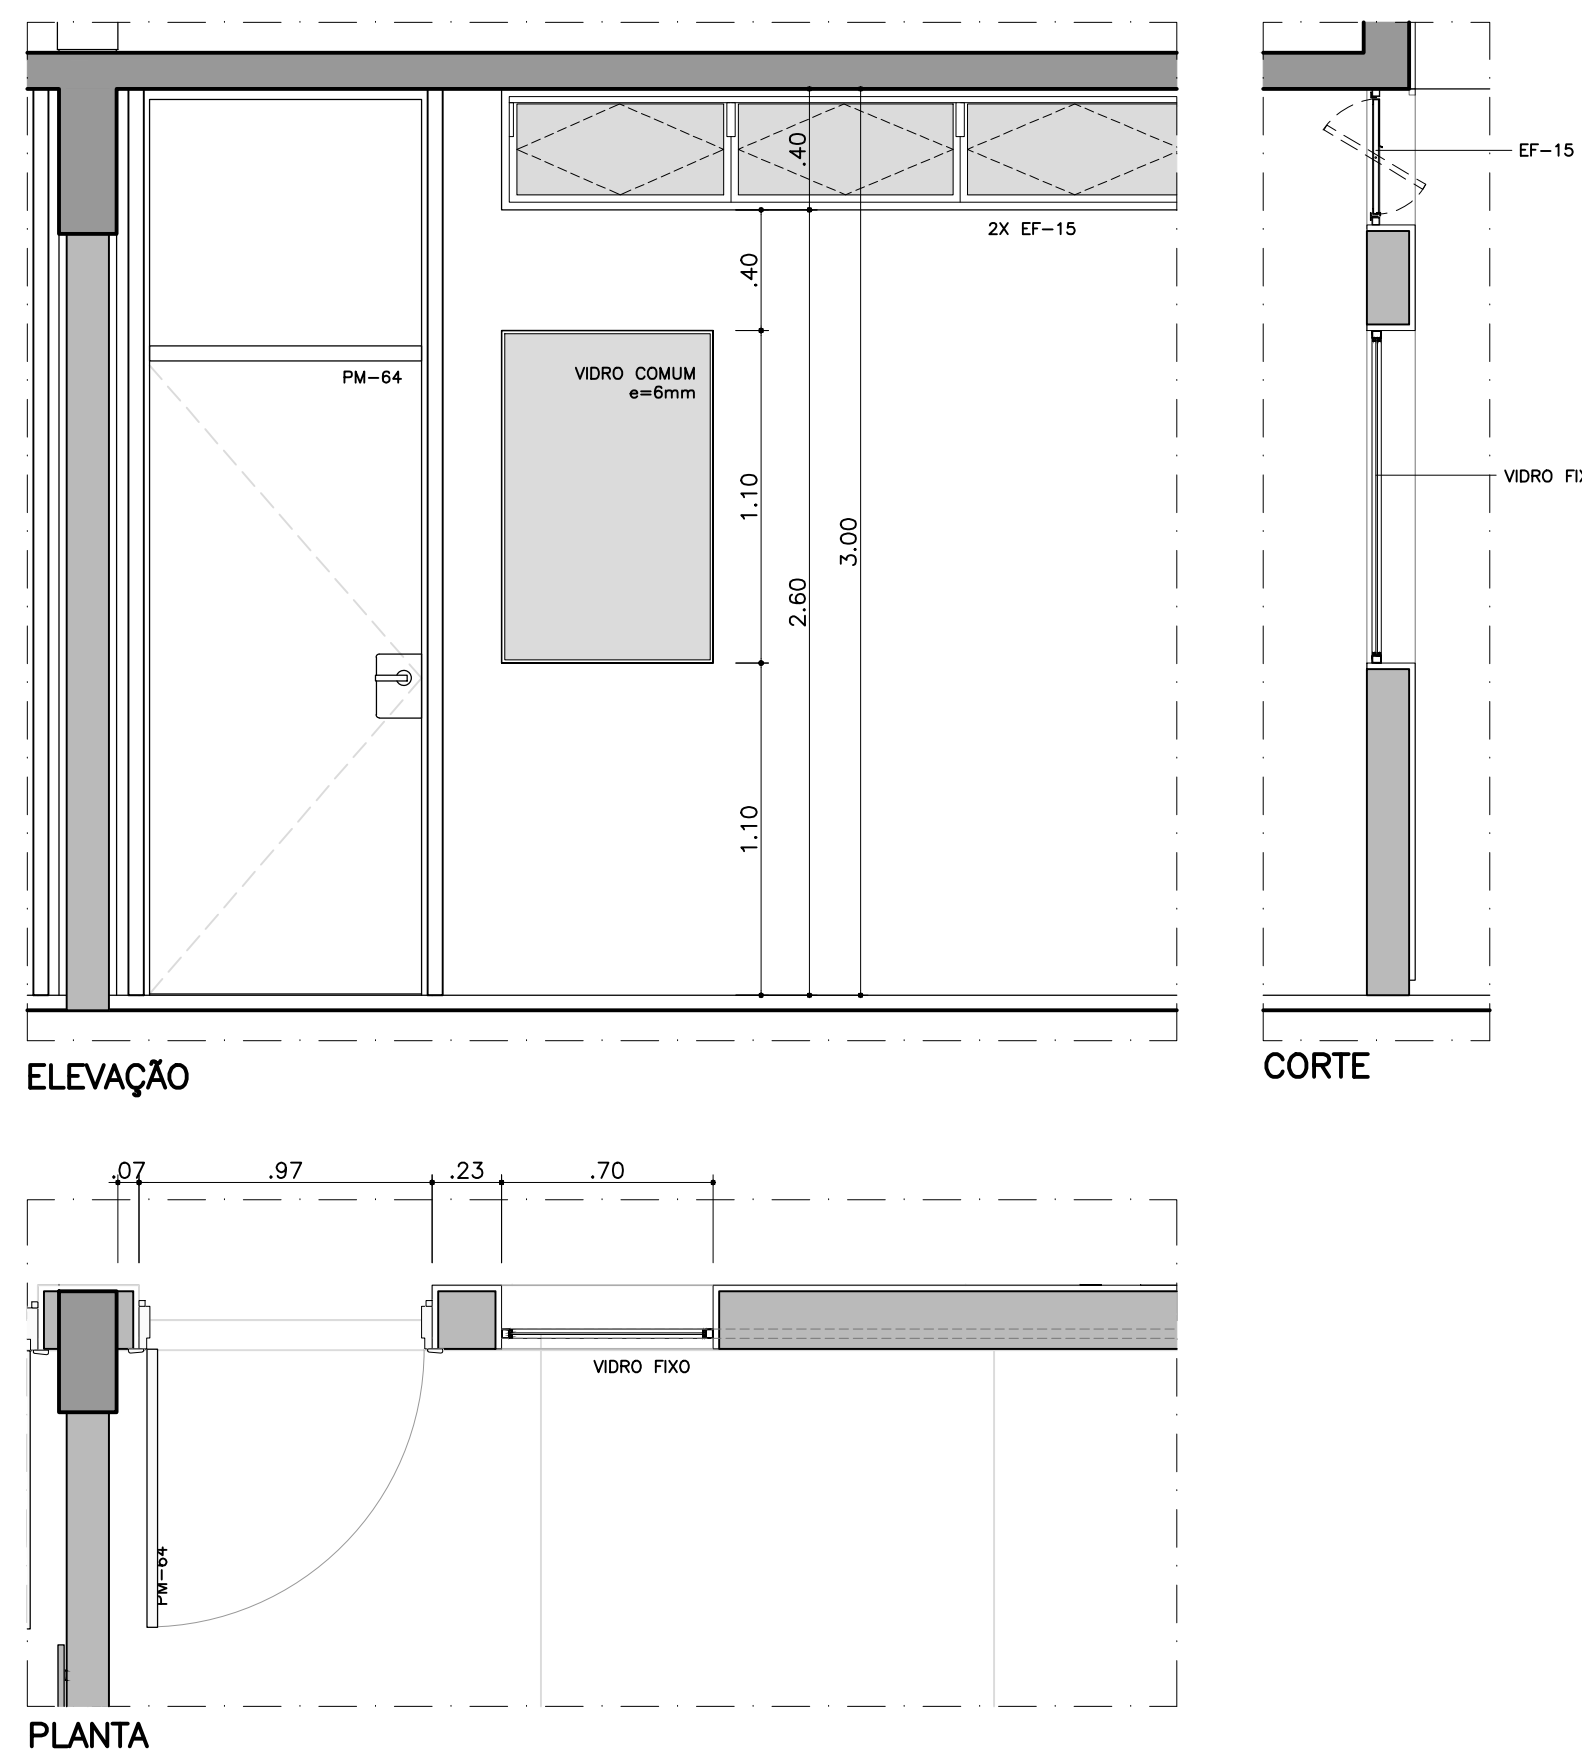 .40
EF-15
2X EF-15
.40
PM-64
VIDRO COMUM
e=6mm
1.10
VIDRO FI
3.00
2.60
1.10
ELEVAÇÃO
CORTE
.07
.97
.23
.70
VIDRO FIXO
PM-64
PLANTA